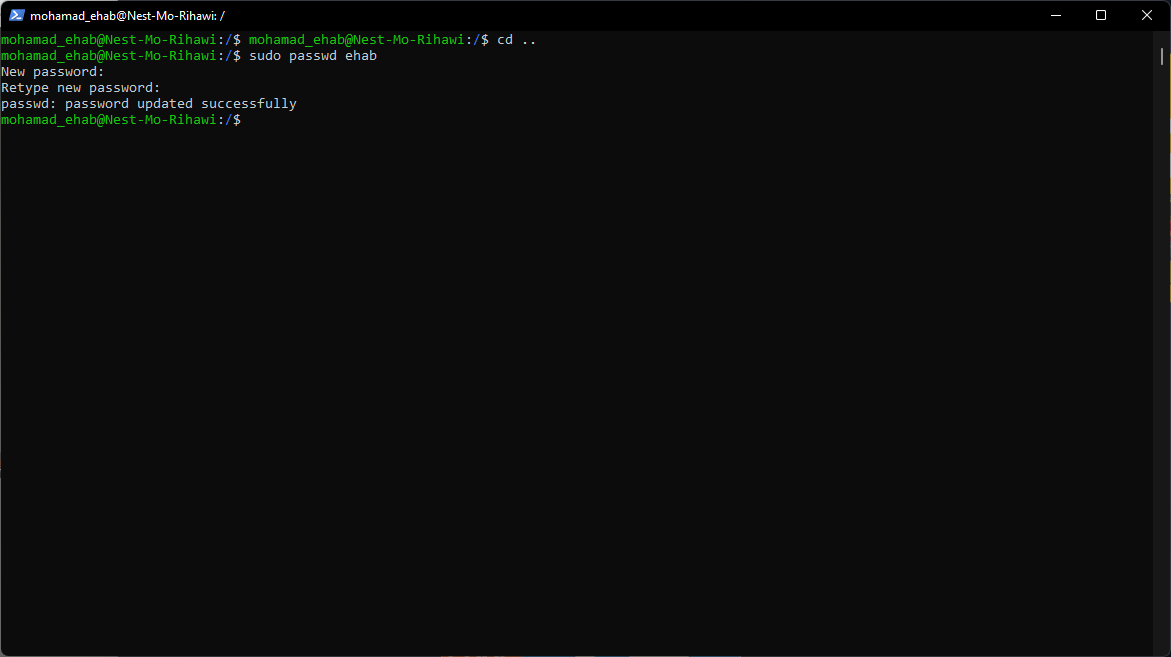 mohamad_ehab@Nest-Mo-Rihawi: /
mohamad_ehab@Nest-Mo-Rihawi:/$ mohamad_ehab@Nest-Mo-Rihawi:/$ cd ..
mohamad_ehab@Nest-Mo-Rihawi:/$ sudo passwd ehab
New password:
Retype new password:
passwd: password updated successfully
mohamad_ehab@Nest-Mo-Rihawi:/$